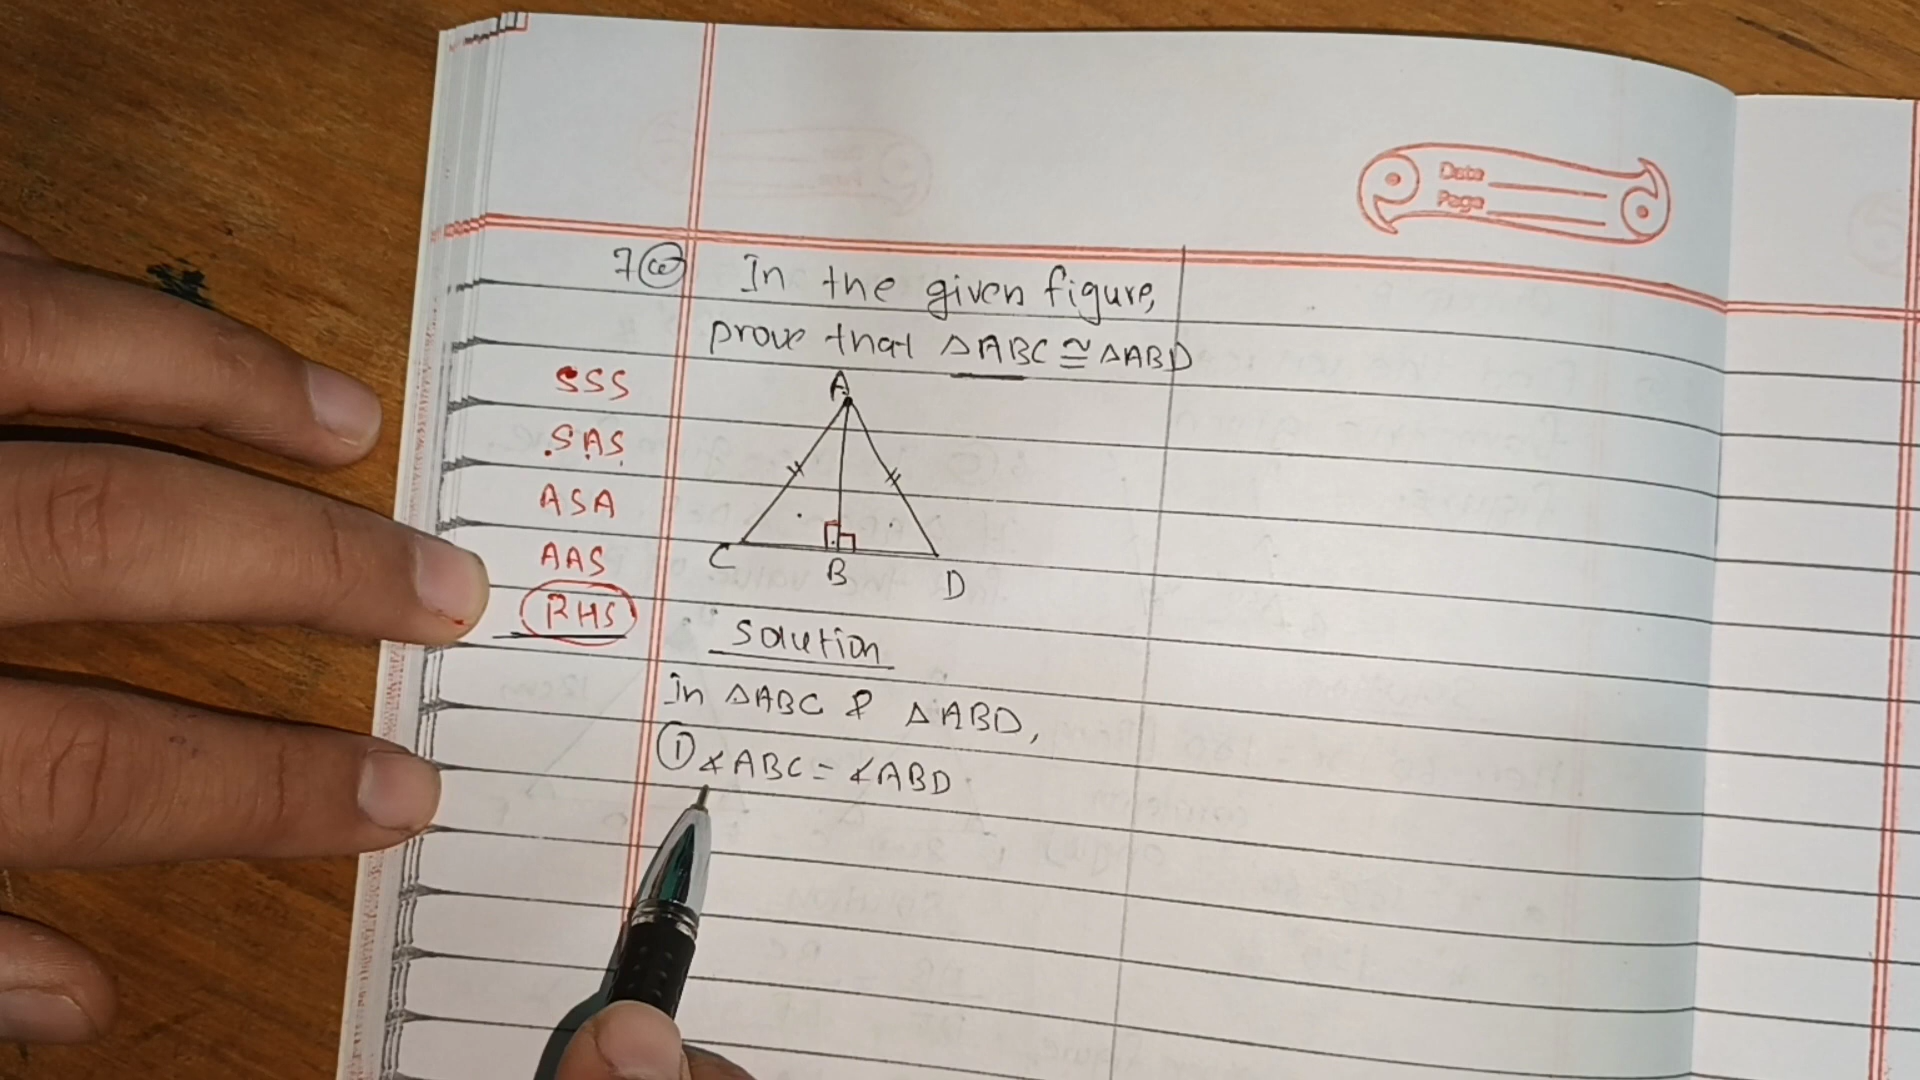 Date
Page
7(a) In the given figure,
prove that △ABC ≅ △ABD
SSS
SAS
ASA
AAS
RHS
A
C
B
D
Solution
In △ABC & △ABD,
① ∡ABC = ∡ABD